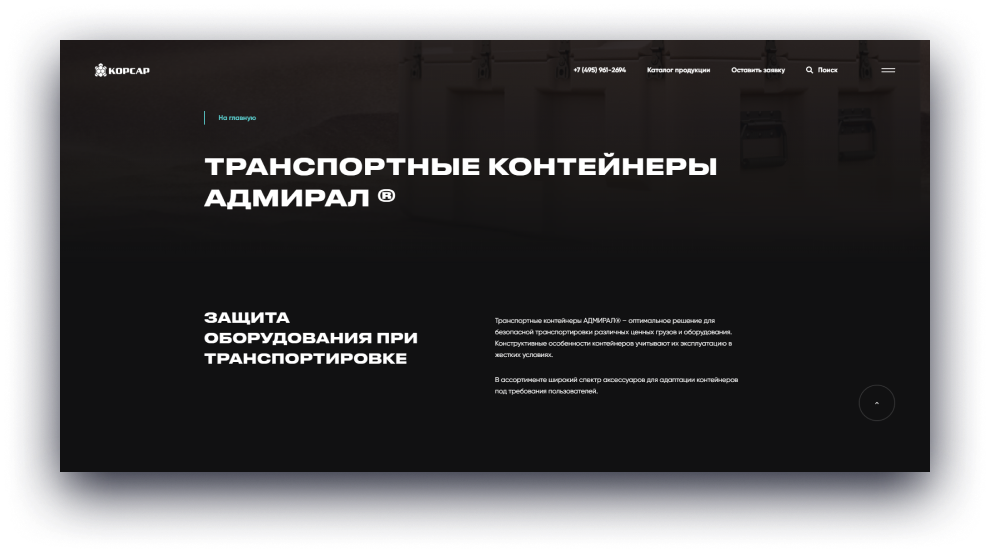 КОРСАР
+7 (495) 961-2694
Каталог продукции
Оставить заявку
Поиск
На главную
ТРАНСПОРТНЫЕ КОНТЕЙНЕРЫ
АДМИРАЛ ®
ЗАЩИТА
ОБОРУДОВАНИЯ ПРИ
ТРАНСПОРТИРОВКЕ
Транспортные контейнеры АДМИРАЛ® – оптимальное решение для
безопасной транспортировки различных ценных грузов и оборудования.
Конструктивные особенности контейнеров учитывают их эксплуатацию в
жестких условиях.
В ассортименте широкий спектр аксессуаров для адаптации контейнеров
под требования пользователей.